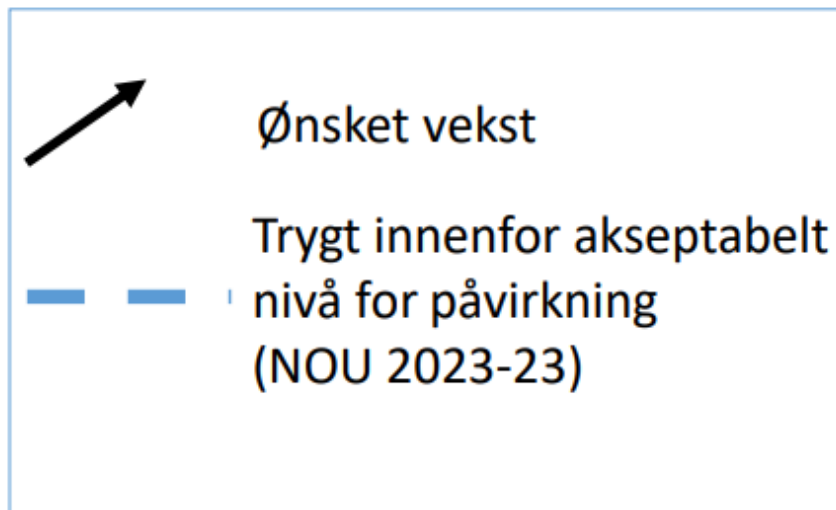 Ønsket vekst
Trygt innenfor akseptabelt
nivå for påvirkning
(NOU 2023-23)